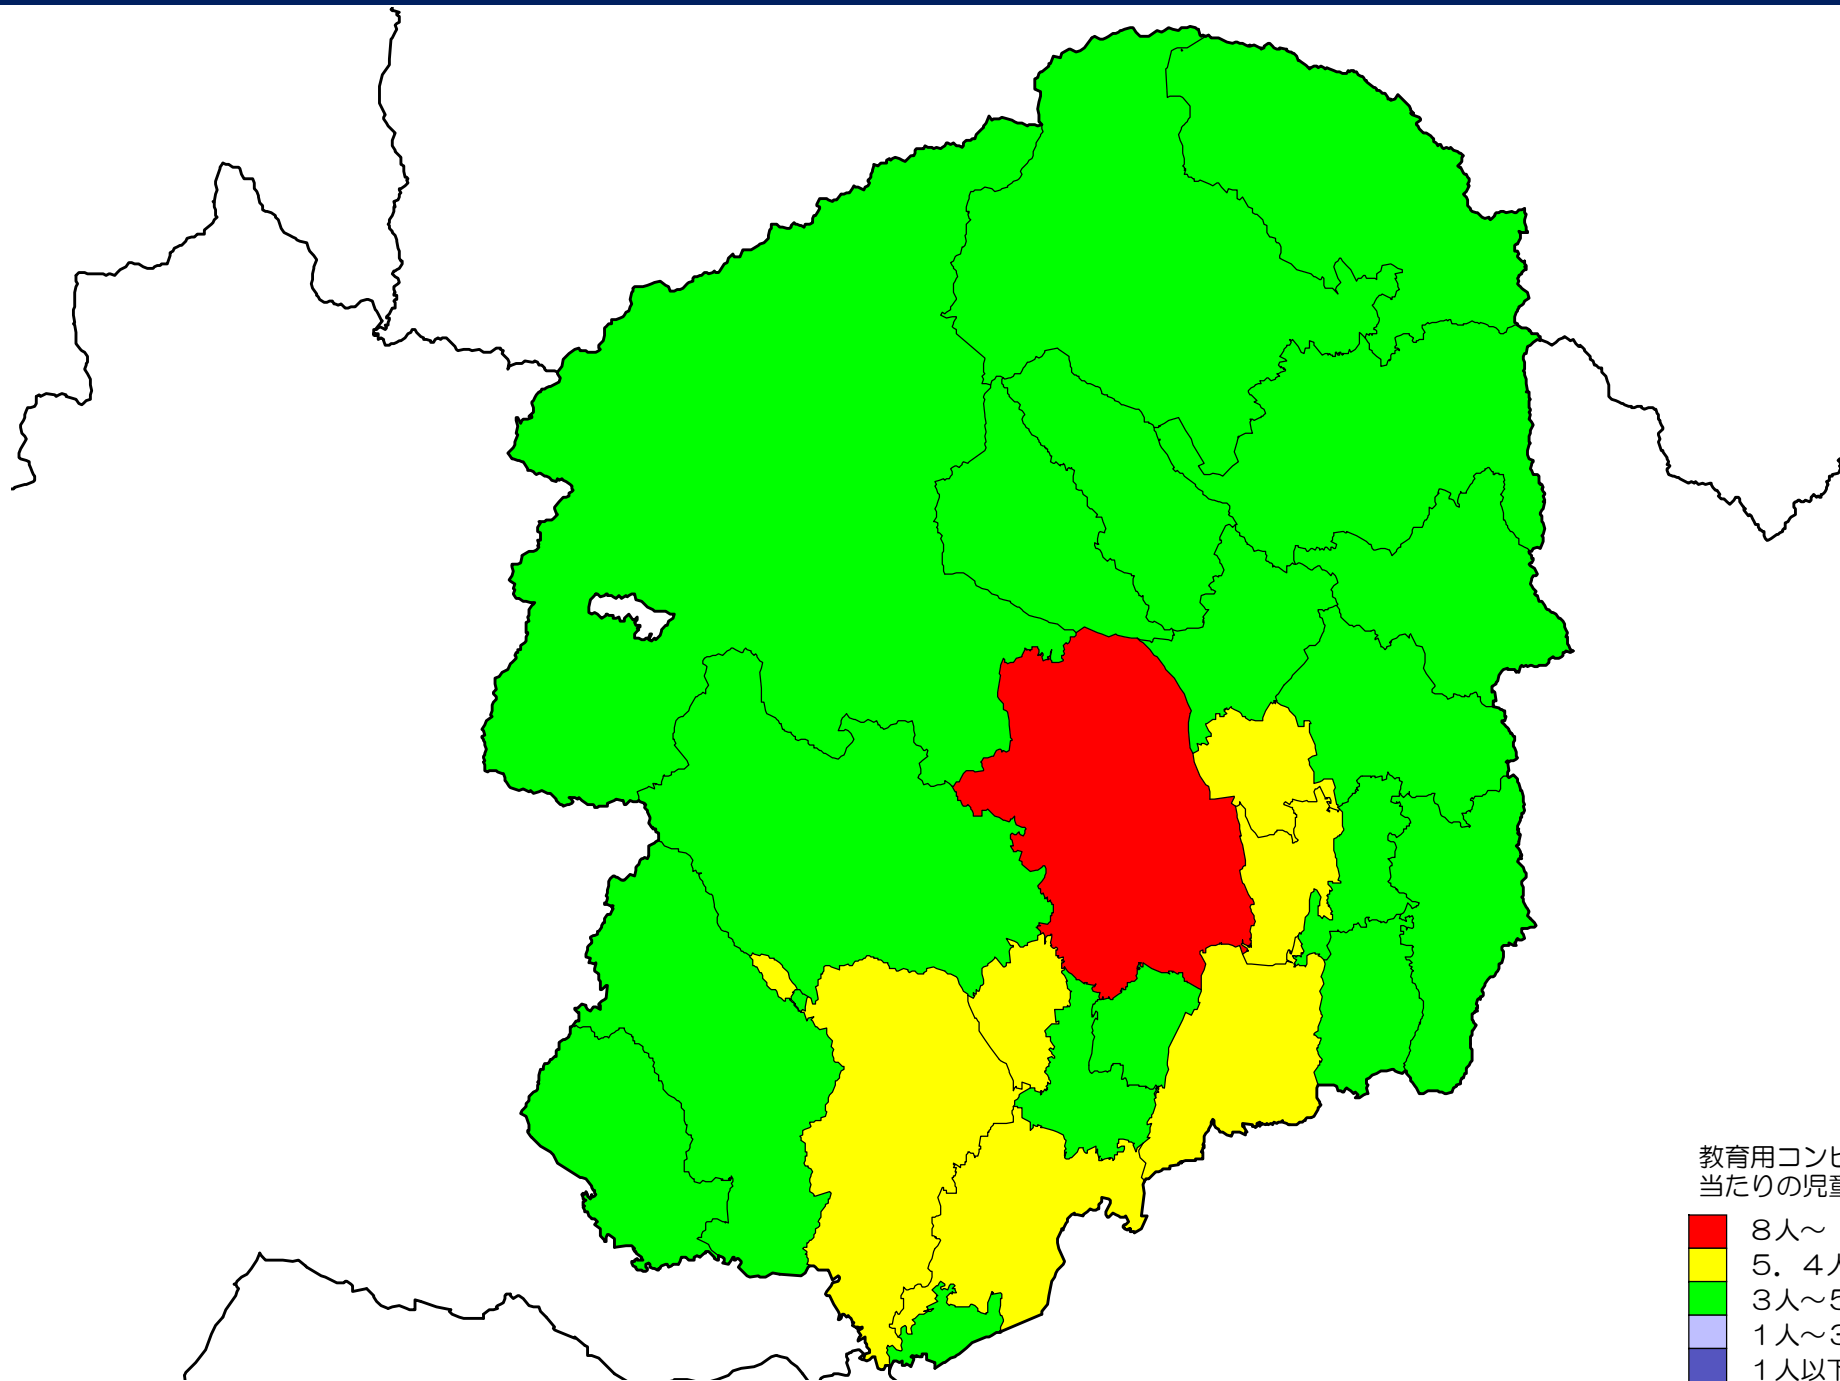 教育用コンピ
当たりの児童
８人～
５．４人
３人～５
１人～３
１人以下